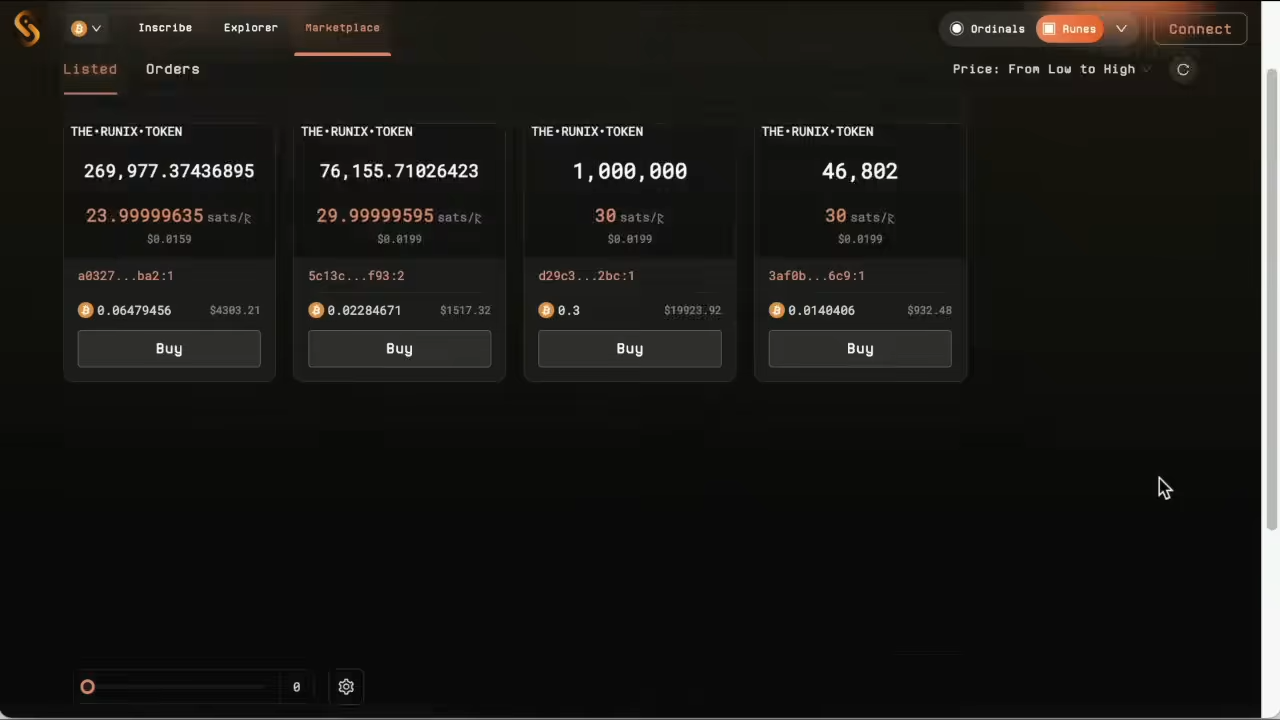 Inscribe Explorer Marketplace Ordinals Runes Connect
Listed Orders Price: From Low to High
THE•RUNIX•TOKEN THE•RUNIX•TOKEN THE•RUNIX•TOKEN THE•RUNIX•TOKEN
269,977.37436895 76,155.71026423 1,000,000 46,802
23.99999635 sats/ᚱ 29.99999595 sats/ᚱ 30 sats/ᚱ 30 sats/ᚱ
$0.0159 $0.0199 $0.0199 $0.0199
a0327...ba2:1 5c13c...f93:2 d29c3...2bc:1 3af0b...6c9:1
0.06479456 $4303.21 0.02284671 $1517.32 0.3 $19923.92 0.0140406 $932.48
Buy Buy Buy Buy
0